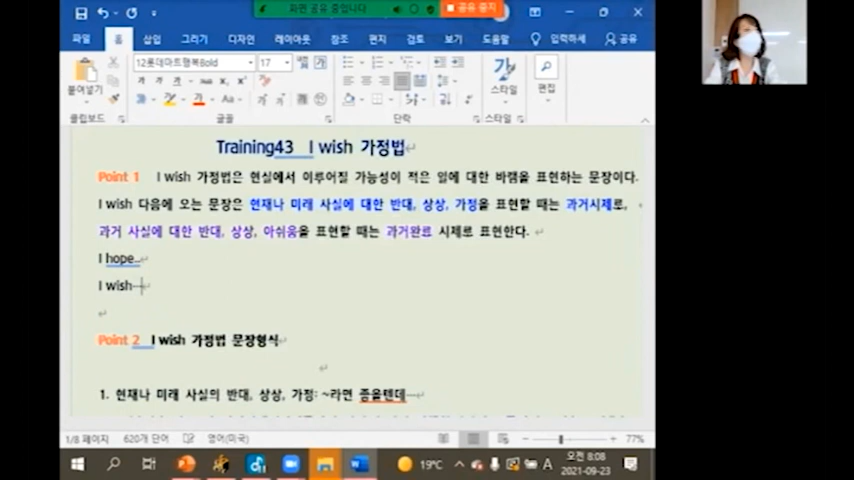 화면 공유 중입니다 공유 중지
파일 홈 삽입 그리기 디자인 레이아웃 참조 편지 검토 보기 도움말 입력하세 공유
붙여넣기 12롯데마트행복Bold 17 가 스타일 편집
클립보드 글꼴 단락 스타일
Training43 I wish 가정법
Point 1 I wish 가정법은 현실에서 이루어질 가능성이 적은 일에 대한 바램을 표현하는 문장이다.
I wish 다음에 오는 문장은 현재나 미래 사실에 대한 반대, 상상, 가정을 표현할 때는 과거시제로,
과거 사실에 대한 반대, 상상, 아쉬움을 표현할 때는 과거완료 시제로 표현한다.
I hope…
I wish…
Point 2 I wish 가정법 문장형식
1. 현재나 미래 사실의 반대, 상상, 가정: ~라면 좋을텐데…
1/8 페이지 620개 단어 영어(미국) 77%
19℃ A 오전 8:08
2021-09-23